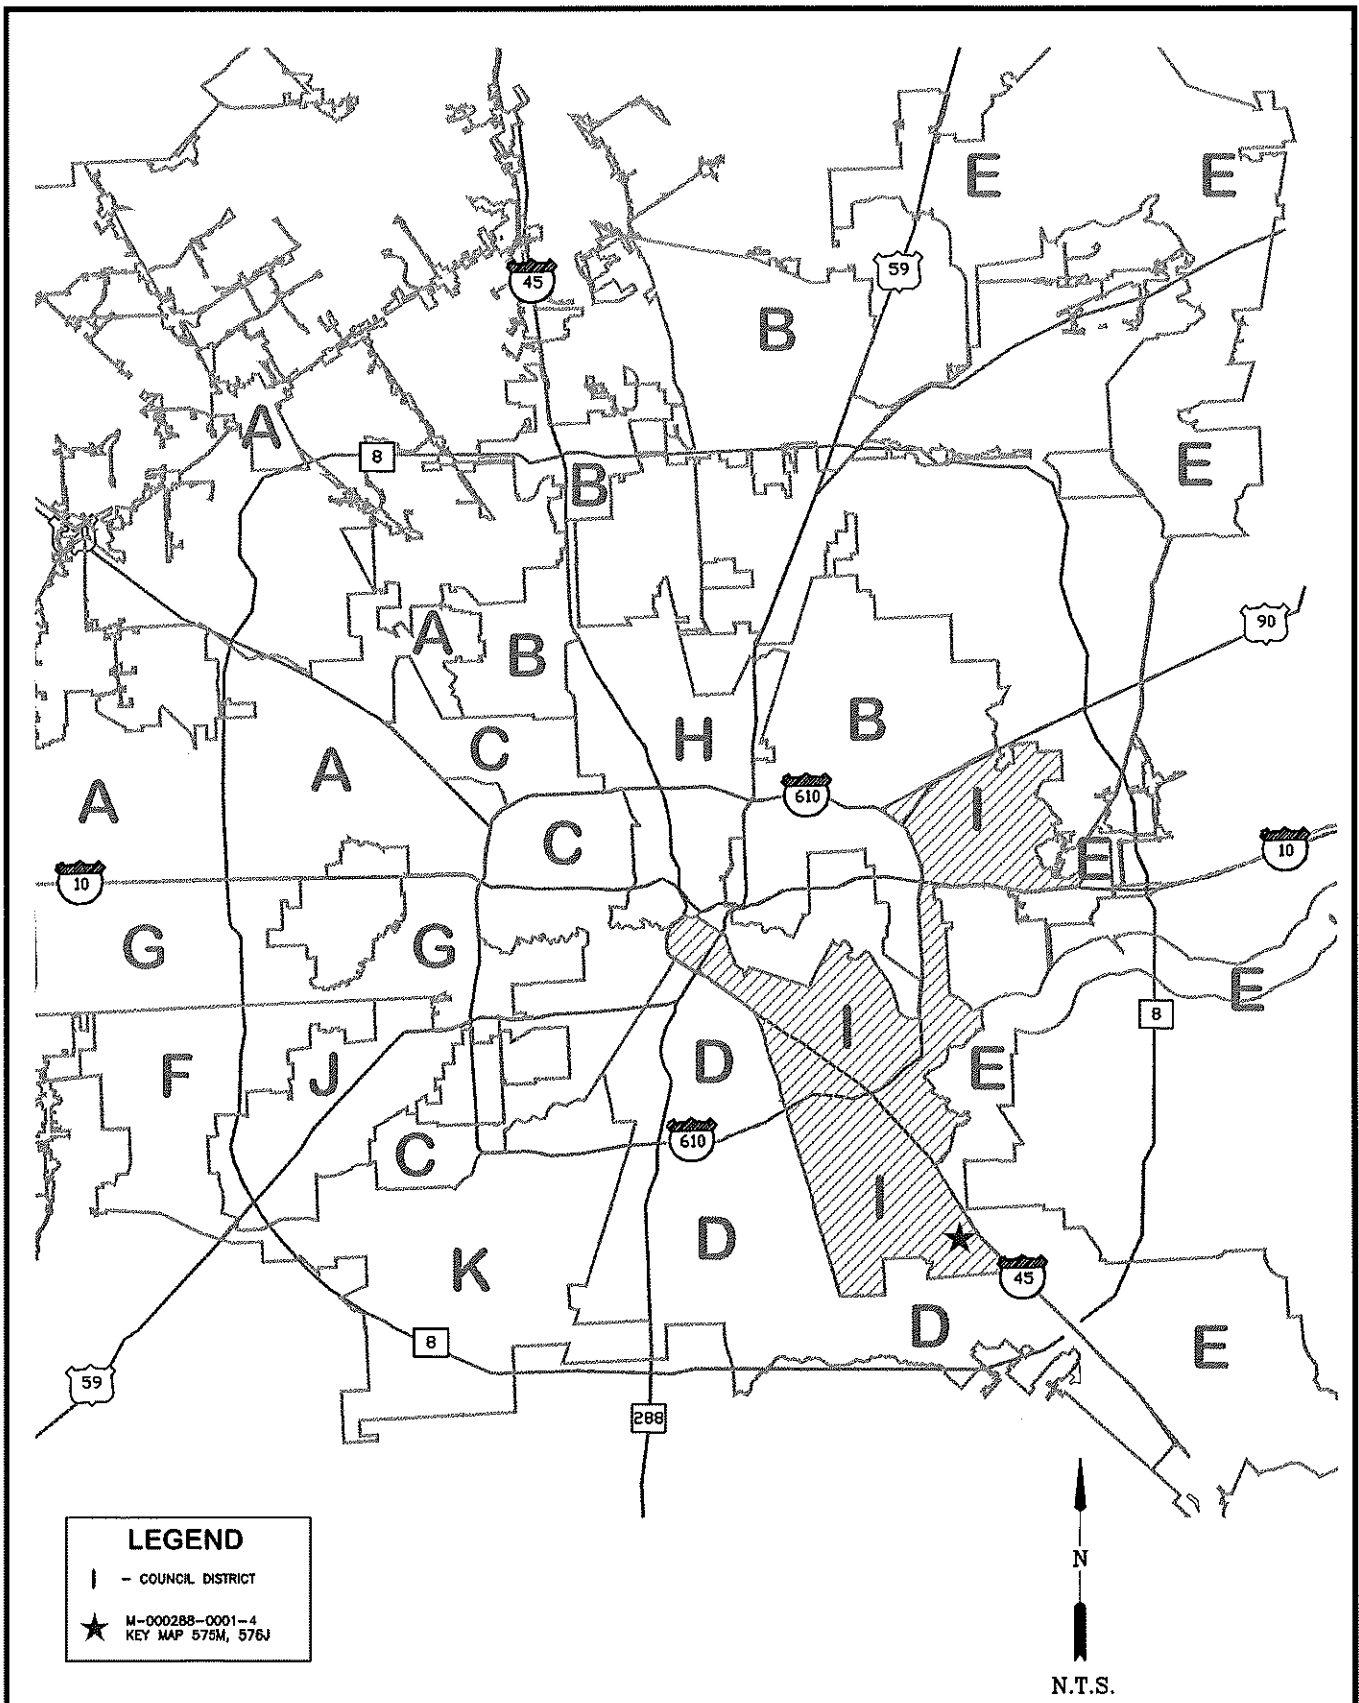 E
E
59
45
B
A
8
E
B
90
A
B
B
H
C
A
A
610
I
C
E
10
10
G
G
E
8
I
D
F
J
E
C
610
I
D
K
45
D
E
8
59
288
LEGEND
I – COUNCIL DISTRICT
M-000288-0001-4
KEY MAP 575M, 576J
N
N.T.S.